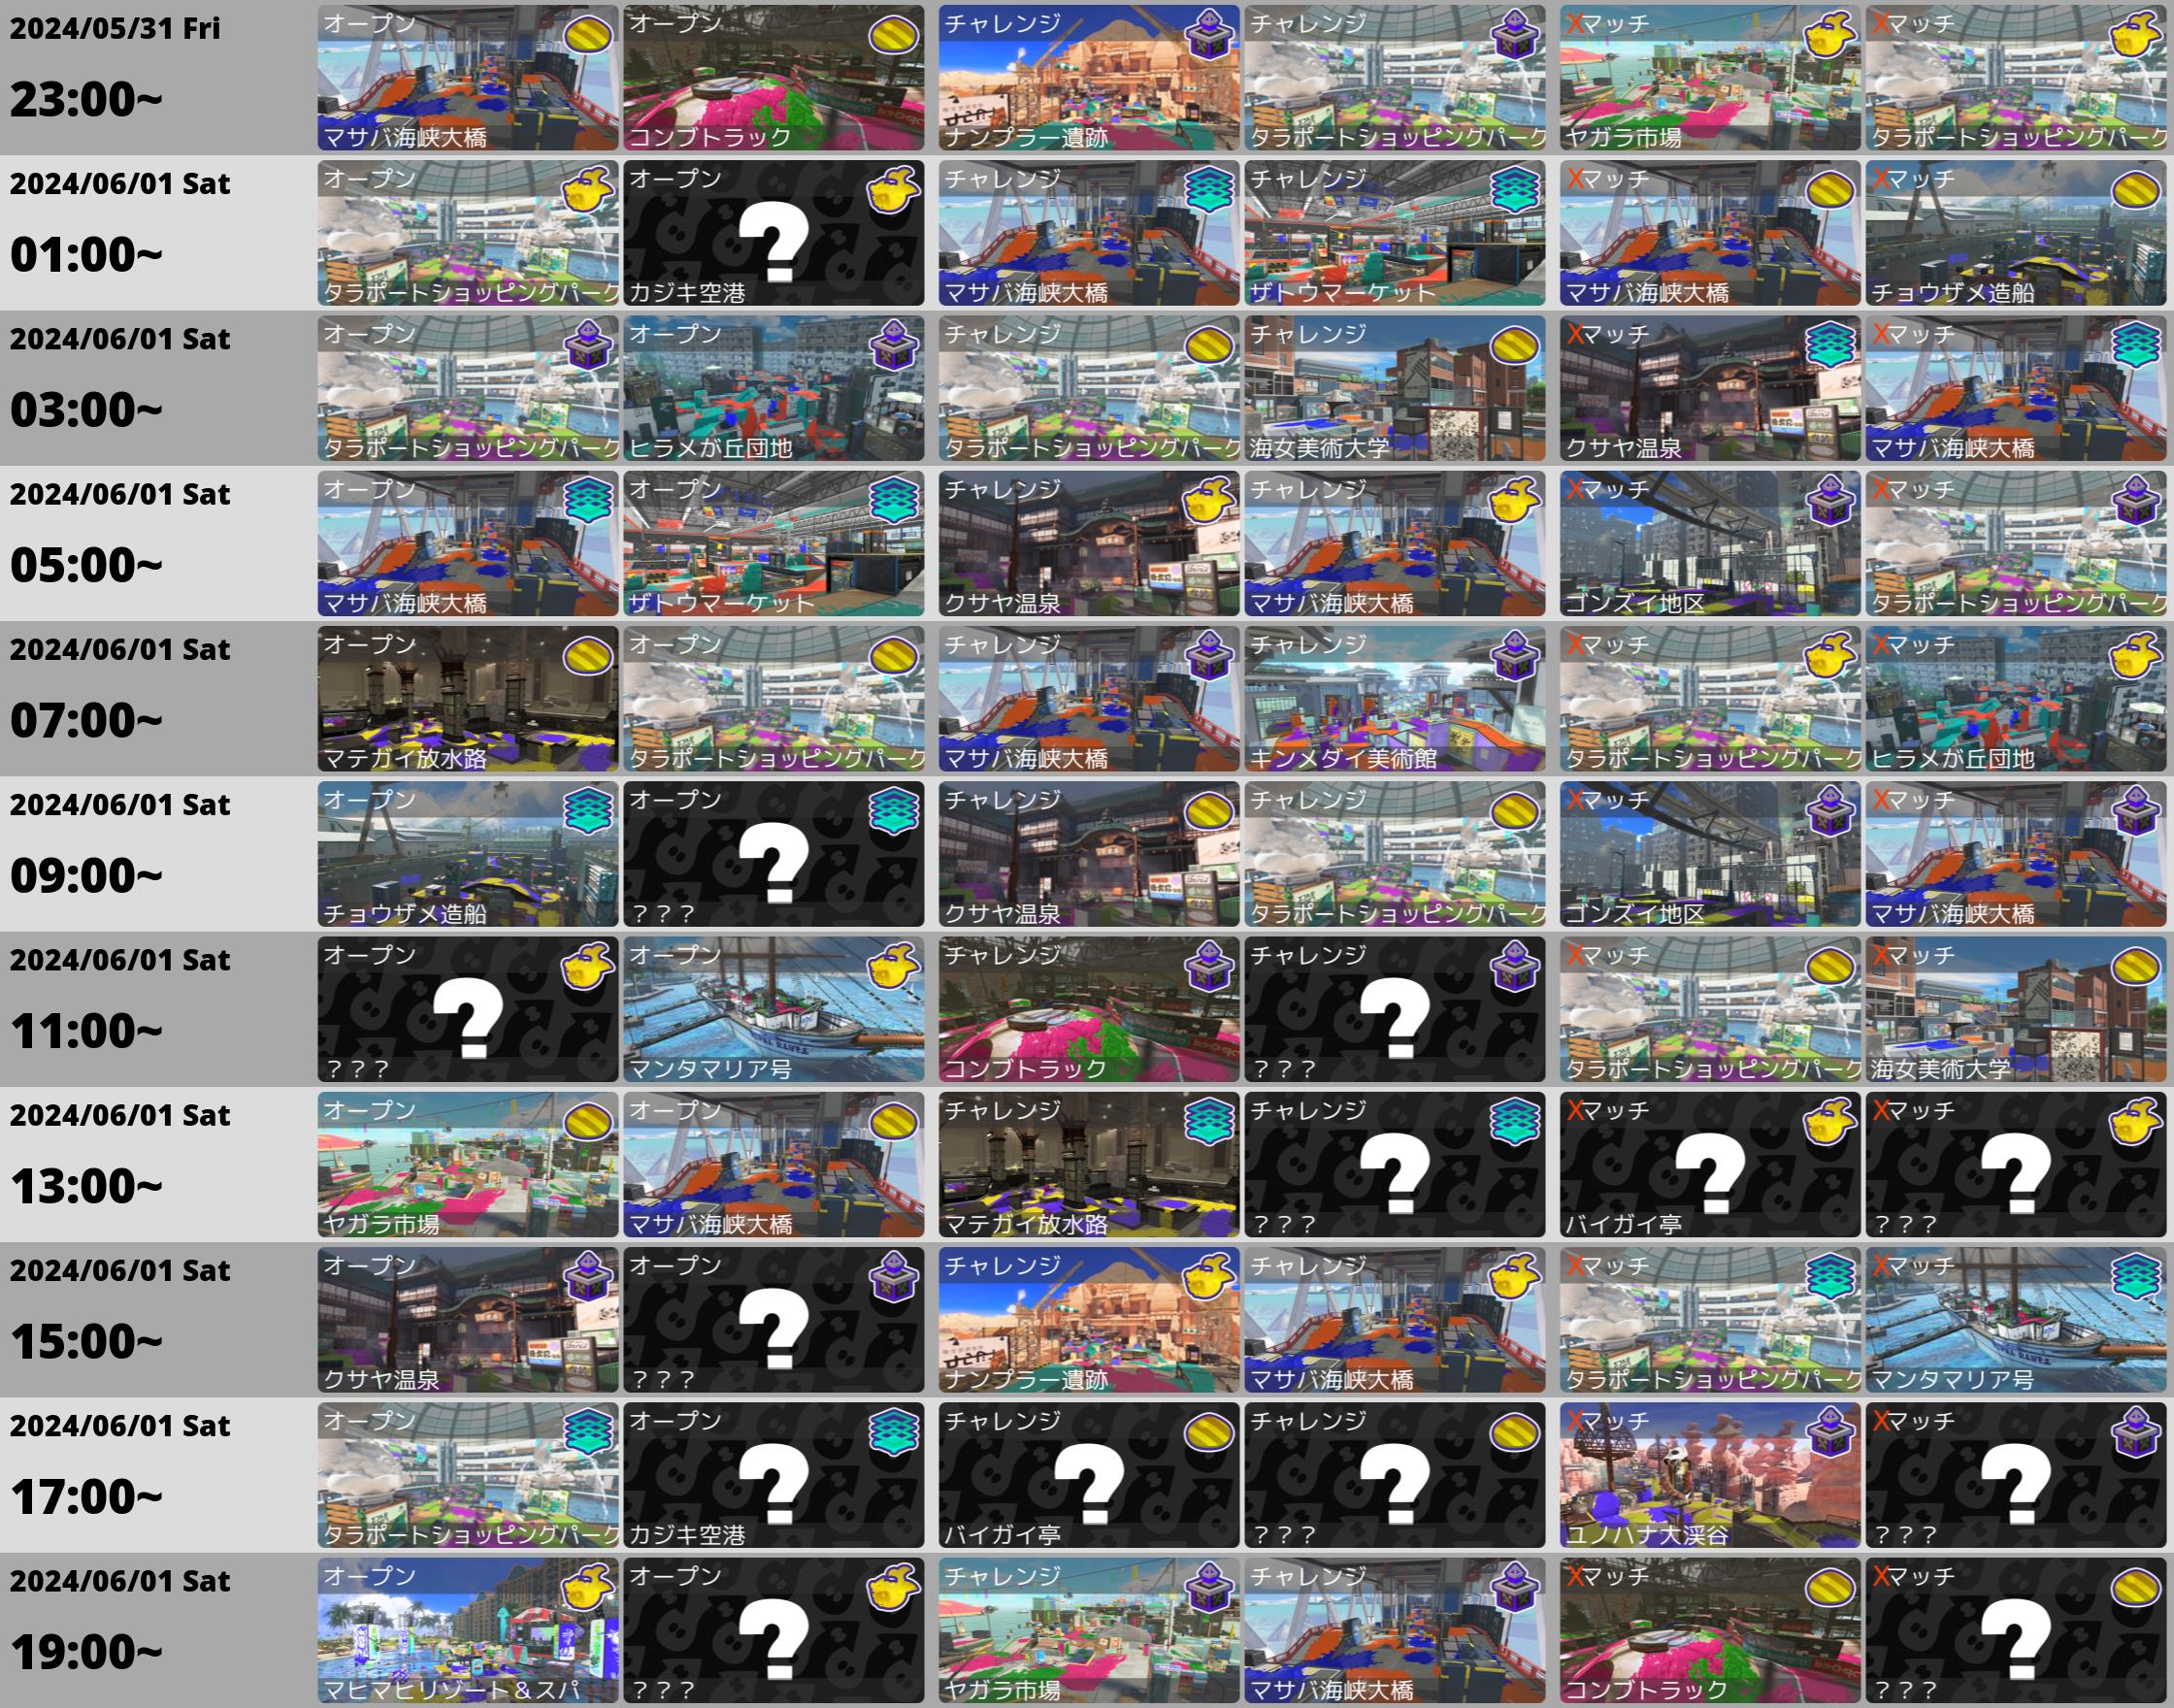 2024/05/31 Fri
23:00~
オープン
マサバ海峡大橋
オープン
コンブトラック
チャレンジ
ナンプラー遺跡
チャレンジ
タラポートショッピングパーク
Xマッチ
ヤガラ市場
Xマッチ
タラポートショッピングパーク
2024/06/01 Sat
01:00~
オープン
タラポートショッピングパーク
オープン
?
カジキ空港
チャレンジ
マサバ海峡大橋
チャレンジ
ザトウマーケット
Xマッチ
マサバ海峡大橋
Xマッチ
チョウザメ造船
2024/06/01 Sat
03:00~
オープン
タラポートショッピングパーク
オープン
ヒラメが丘団地
チャレンジ
タラポートショッピングパーク
チャレンジ
海女美術大学
Xマッチ
クサヤ温泉
Xマッチ
マサバ海峡大橋
2024/06/01 Sat
05:00~
オープン
マサバ海峡大橋
オープン
ザトウマーケット
チャレンジ
クサヤ温泉
チャレンジ
マサバ海峡大橋
Xマッチ
ゴンズイ地区
Xマッチ
タラポートショッピングパーク
2024/06/01 Sat
07:00~
オープン
マテガイ放水路
オープン
タラポートショッピングパーク
チャレンジ
マサバ海峡大橋
チャレンジ
キンメダイ美術館
Xマッチ
タラポートショッピングパーク
Xマッチ
ヒラメが丘団地
2024/06/01 Sat
09:00~
オープン
チョウザメ造船
オープン
?
？？？
チャレンジ
クサヤ温泉
チャレンジ
タラポートショッピングパーク
Xマッチ
ゴンズイ地区
Xマッチ
マサバ海峡大橋
2024/06/01 Sat
11:00~
オープン
?
？？？
オープン
マンタマリア号
チャレンジ
コンブトラック
チャレンジ
?
？？？
Xマッチ
タラポートショッピングパーク
Xマッチ
海女美術大学
2024/06/01 Sat
13:00~
オープン
ヤガラ市場
オープン
マサバ海峡大橋
チャレンジ
マテガイ放水路
チャレンジ
?
？？？
Xマッチ
?
バイガイ亭
Xマッチ
?
？？？
2024/06/01 Sat
15:00~
オープン
クサヤ温泉
オープン
?
？？？
チャレンジ
ナンプラー遺跡
チャレンジ
マサバ海峡大橋
Xマッチ
タラポートショッピングパーク
Xマッチ
マンタマリア号
2024/06/01 Sat
17:00~
オープン
タラポートショッピングパーク
オープン
?
カジキ空港
チャレンジ
?
バイガイ亭
チャレンジ
?
？？？
Xマッチ
ユノハナ大渓谷
Xマッチ
?
？？？
2024/06/01 Sat
19:00~
オープン
マヒマヒリゾート＆スパ
オープン
?
？？？
チャレンジ
ヤガラ市場
チャレンジ
マサバ海峡大橋
Xマッチ
コンブトラック
Xマッチ
?
？？？